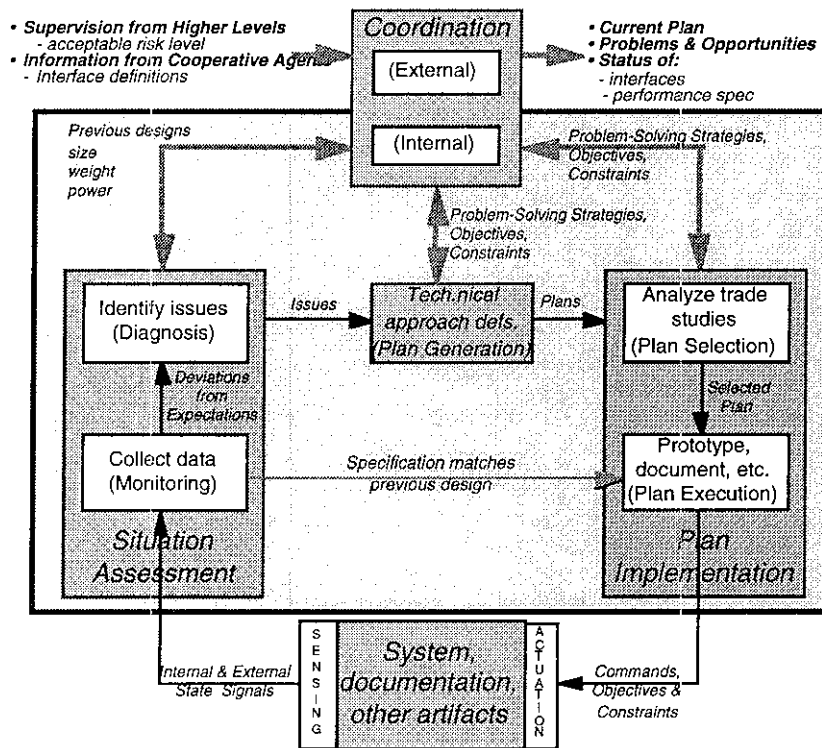 • Supervision from Higher Levels
- acceptable risk level
• Information from Cooperative Agents
- Interface definitions
Coordination
(External)
(Internal)
• Current Plan
• Problems & Opportunities
• Status of:
- interfaces
- performance spec
Previous designs
size
weight
power
Problem-Solving Strategies,
Objectives,
Constraints
Problem-Solving Strategies,
Objectives,
Constraints
Identify issues
(Diagnosis)
Issues
Tech.nical
approach defs.
(Plan Generation)
Plans
Analyze trade
studies
(Plan Selection)
Deviations
from
Expectations
Selected
Plan
Collect data
(Monitoring)
Specification matches
previous design
Prototype,
document, etc.
(Plan Execution)
Situation
Assessment
Plan
Implementation
SENSING
System,
documentation,
other artifacts
ACTUATION
Internal & External
State Signals
Commands,
Objectives &
Constraints